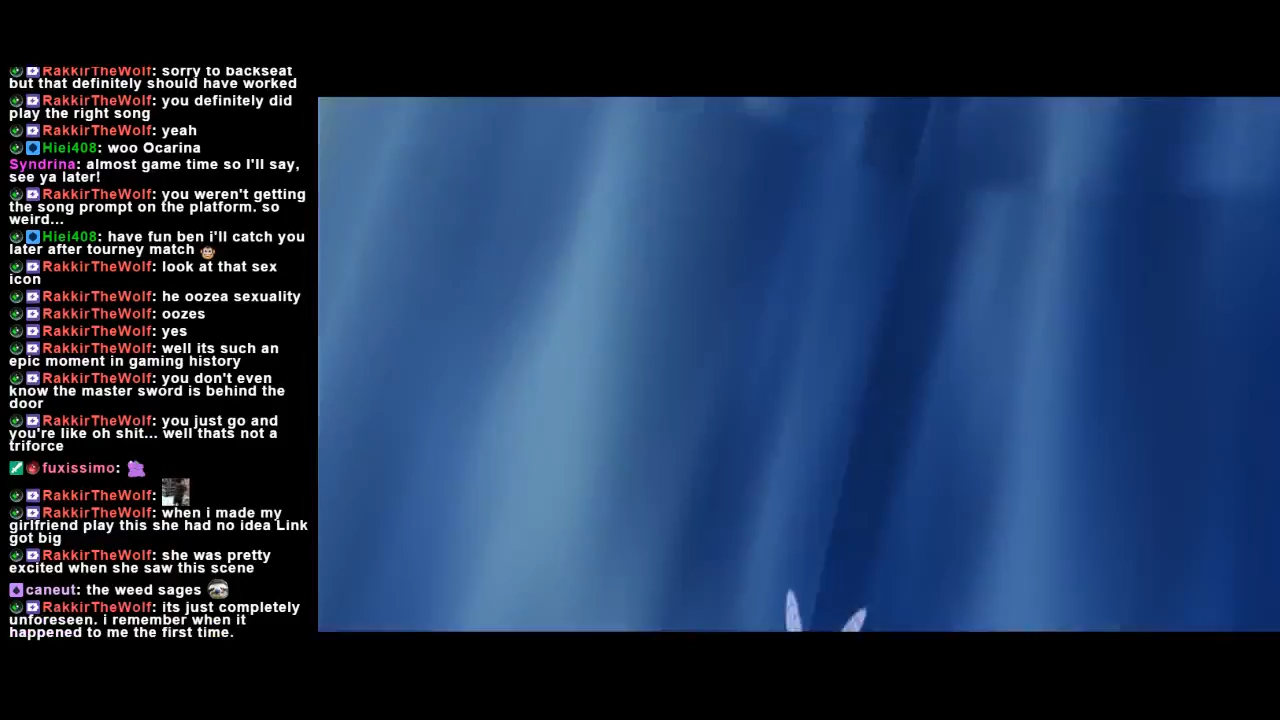 RakkirTheWolf: sorry to backseat
but that definitely should have worked
RakkirTheWolf: you definitely did
play the right song
RakkirTheWolf: yeah
Hiei408: woo Ocarina
Syndrina: almost game time so I'll say,
see ya later!
RakkirTheWolf: you weren't getting
the song prompt on the platform. so
weird...
Hiei408: have fun ben i'll catch you
later after tourney match
RakkirTheWolf: look at that sex
icon
RakkirTheWolf: he oozea sexuality
RakkirTheWolf: oozes
RakkirTheWolf: yes
RakkirTheWolf: well its such an
epic moment in gaming history
RakkirTheWolf: you don't even
know the master sword is behind the
door
RakkirTheWolf: you just go and
you're like oh shit... well thats not a
triforce
fuxissimo:
RakkirTheWolf:
RakkirTheWolf: when i made my
girlfriend play this she had no idea Link
got big
RakkirTheWolf: she was pretty
excited when she saw this scene
caneut: the weed sages
RakkirTheWolf: its just completely
unforeseen. i remember when it
happened to me the first time.